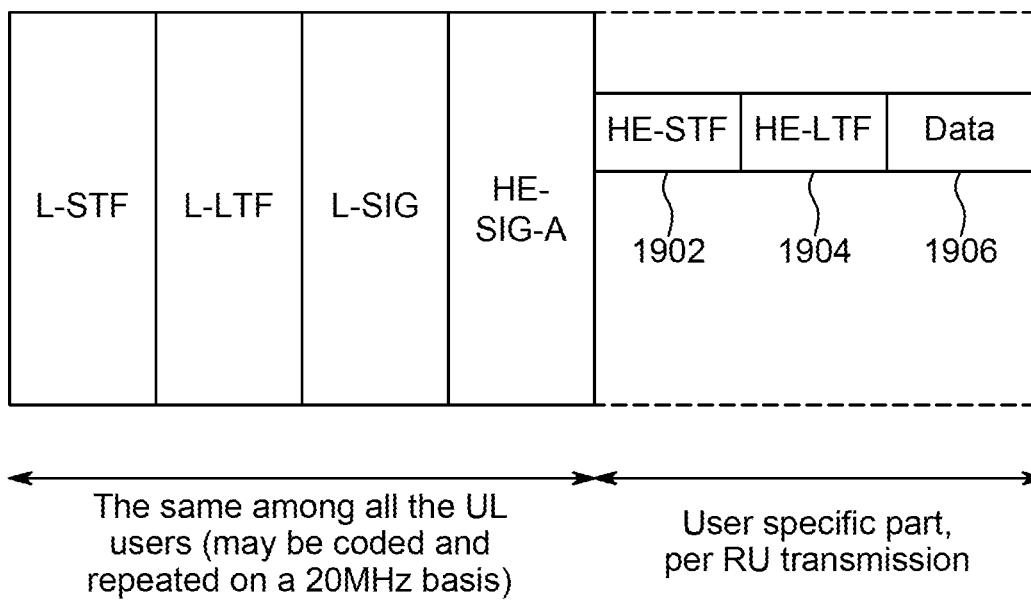 L-STF
L-LTF
L-SIG
HE-
SIG-A
HE-STF
HE-LTF
Data
1902
1904
1906
The same among all the UL
users (may be coded and
repeated on a 20MHz basis)
User specific part,
per RU transmission